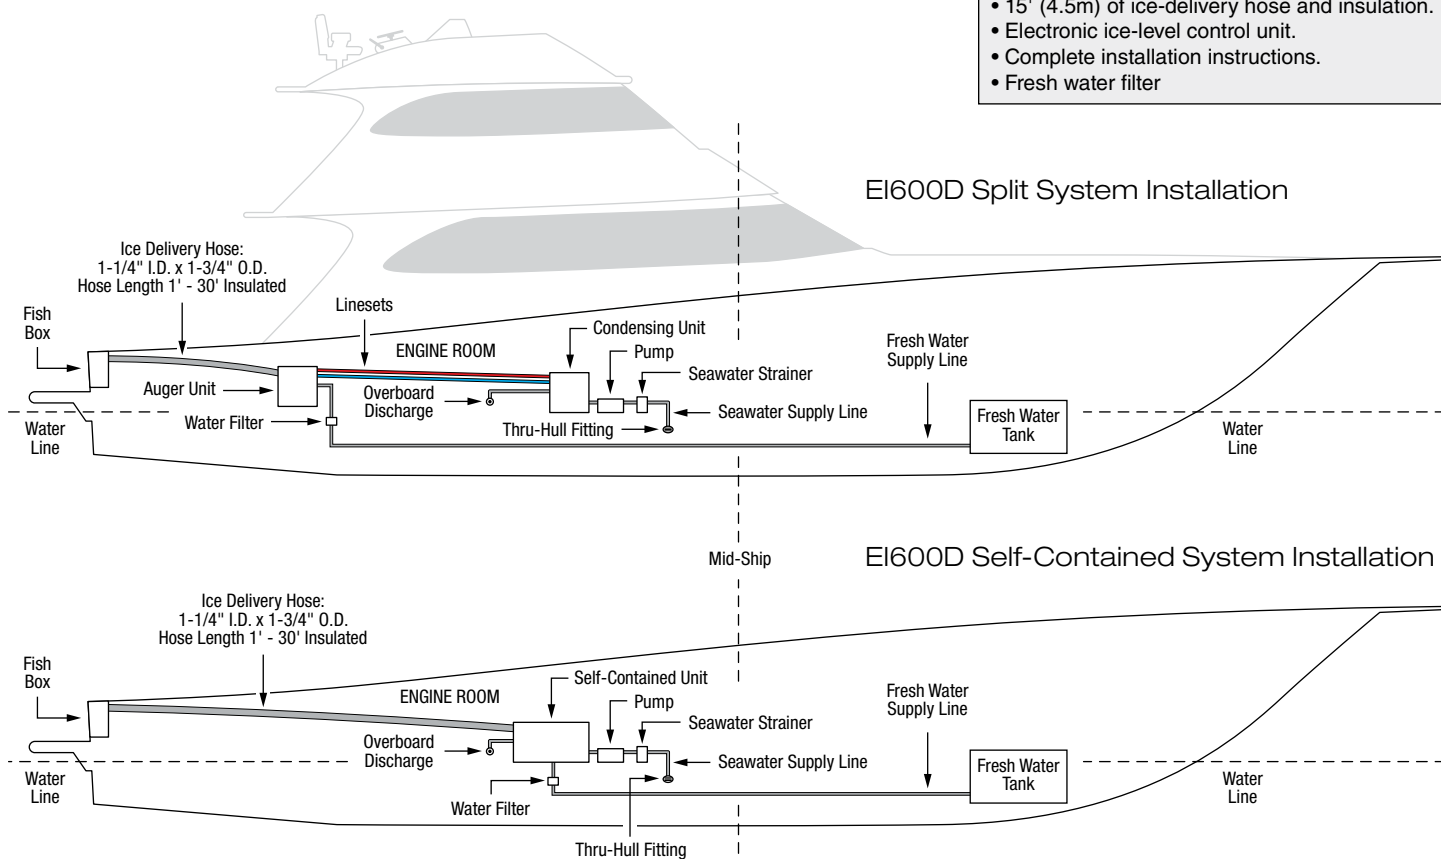 • 15' (4.5m) of ice-delivery hose and insulation.
• Electronic ice-level control unit.
• Complete installation instructions.
• Fresh water filter
EI600D Split System Installation
Ice Delivery Hose:
1-1/4" I.D. x 1-3/4" O.D.
Hose Length 1' - 30' Insulated
Fish
Box
Linesets
ENGINE ROOM
Condensing Unit
Pump
Seawater Strainer
Fresh Water
Supply Line
Auger Unit
Overboard
Discharge
Seawater Supply Line
Water Filter
Thru-Hull Fitting
Fresh Water
Tank
Water
Line
Water
Line
Mid-Ship
EI600D Self-Contained System Installation
Ice Delivery Hose:
1-1/4" I.D. x 1-3/4" O.D.
Hose Length 1' - 30' Insulated
Fish
Box
ENGINE ROOM
Self-Contained Unit
Pump
Seawater Strainer
Fresh Water
Supply Line
Overboard
Discharge
Seawater Supply Line
Fresh Water
Tank
Water
Line
Water Filter
Thru-Hull Fitting
Water
Line